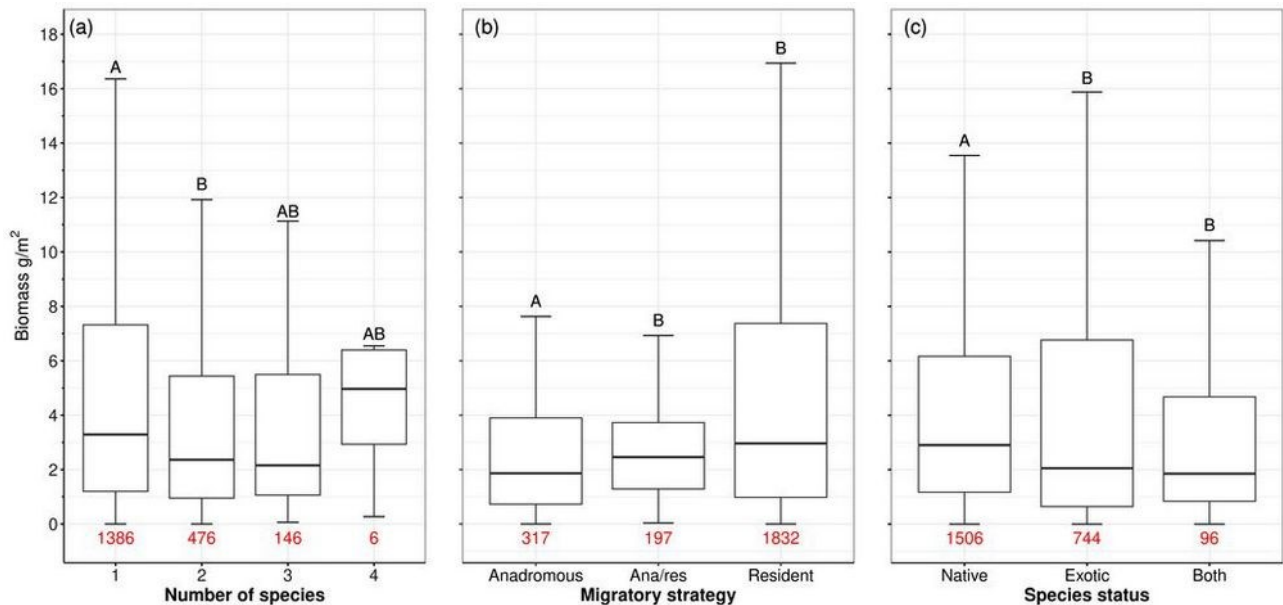 (a)
(b)
(c)
Biomass g/m²
18
16
14
12
10
8
6
4
2
0
A
B
AB
AB
1386
476
146
6
1
2
3
4
Number of species
A
B
B
317
197
1832
Anadromous
Ana/res
Resident
Migratory strategy
A
B
B
1506
744
96
Native
Exotic
Both
Species status